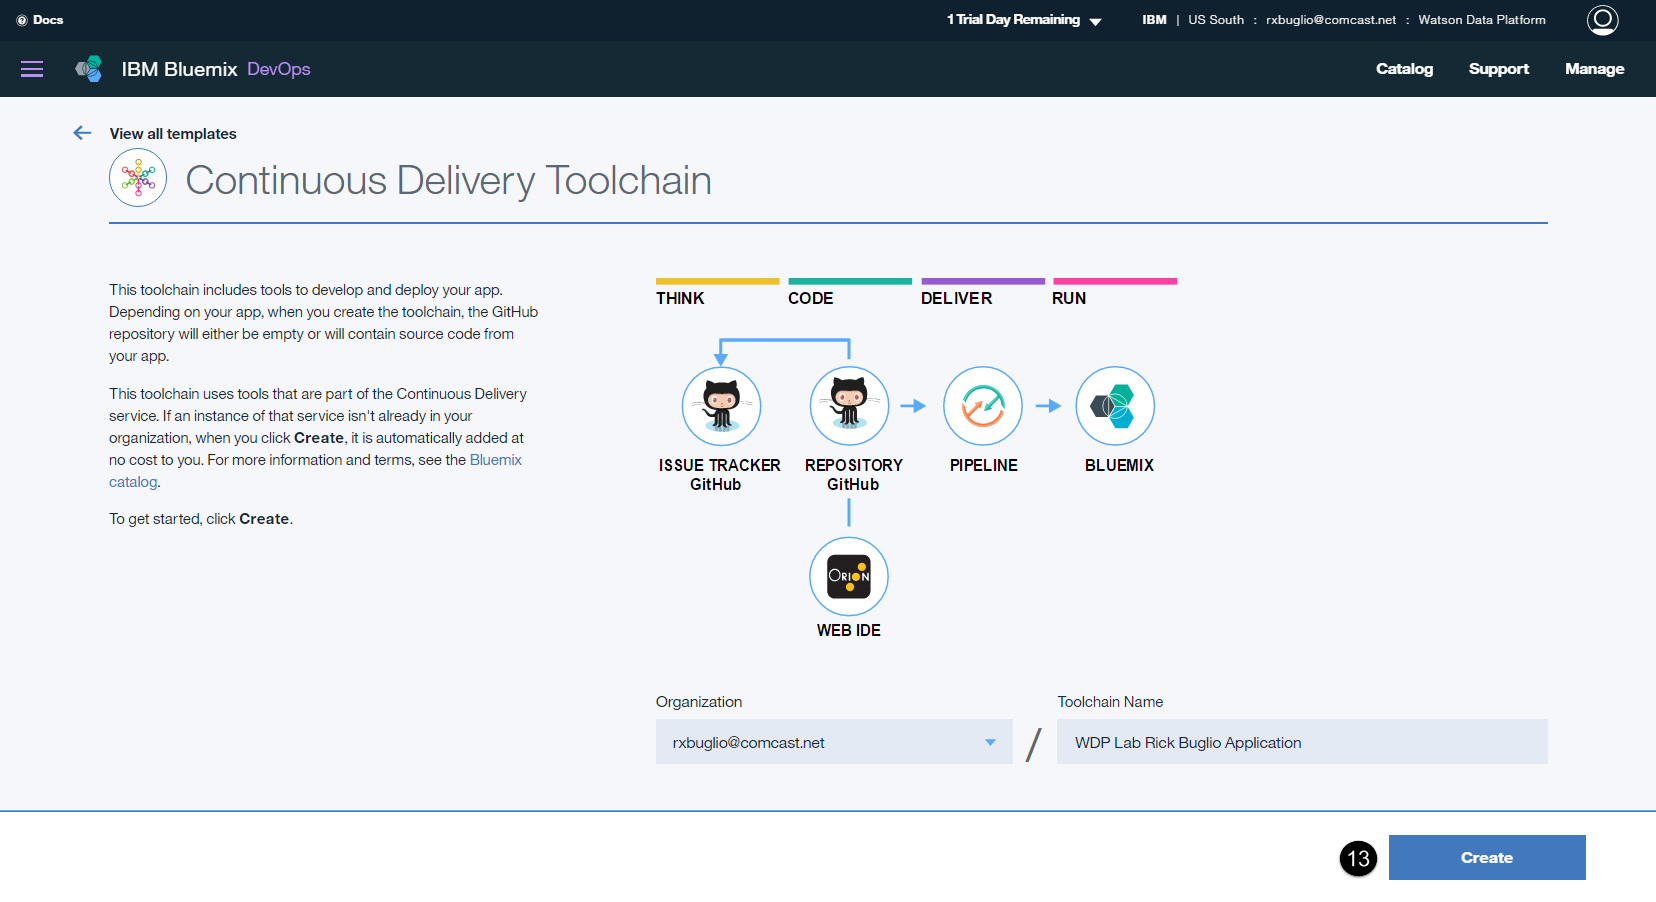 Docs
1 Trial Day Remaining
IBM | US South : rxbuglio@comcast.net : Watson Data Platform
IBM Bluemix DevOps
Catalog Support Manage
View all templates
Continuous Delivery Toolchain
This toolchain includes tools to develop and deploy your app.
Depending on your app, when you create the toolchain, the GitHub
repository will either be empty or will contain source code from
your app.
This toolchain uses tools that are part of the Continuous Delivery
service. If an instance of that service isn't already in your
organization, when you click Create, it is automatically added at
no cost to you. For more information and terms, see the Bluemix
catalog.
To get started, click Create.
THINK CODE DELIVER RUN
ISSUE TRACKER REPOSITORY PIPELINE BLUEMIX
GitHub GitHub
ORION
WEB IDE
Organization Toolchain Name
rxbuglio@comcast.net / WDP Lab Rick Buglio Application
13 Create